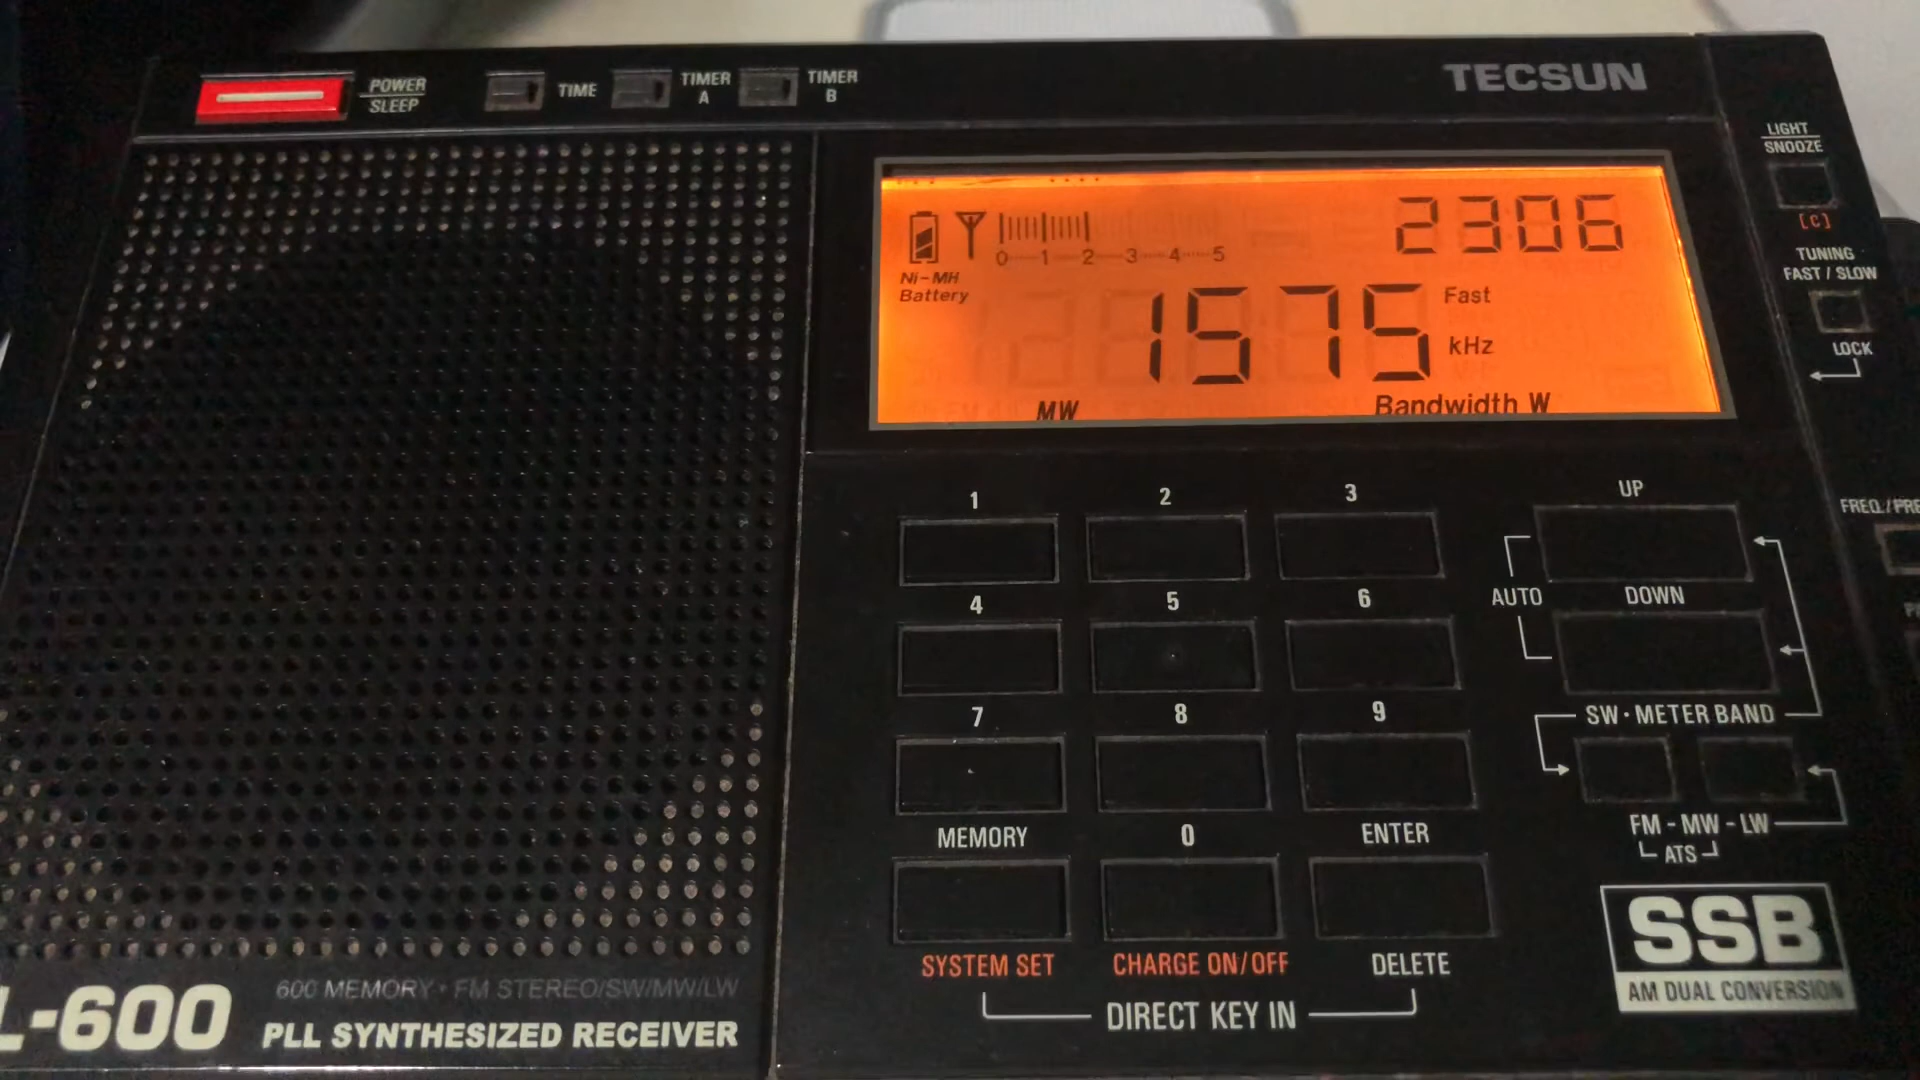 POWER
SLEEP
TIME
TIMER
A
TIMER
B
TECSUN
LIGHT
SNOOZE
[C]
TUNING
FAST / SLOW
LOCK
2306
0 1 2 3 4 5
Ni-MH
Battery
1575
Fast
kHz
MW
Bandwidth W
1 2 3
UP
4 5 6
AUTO
DOWN
7 8 9
SW · METER BAND
MEMORY 0 ENTER
FM - MW - LW
ATS
SYSTEM SET
CHARGE ON/OFF
DELETE
DIRECT KEY IN
SSB
AM DUAL CONVERSION
600 MEMORY · FM STEREO/SW/MW/LW
L-600
PLL SYNTHESIZED RECEIVER